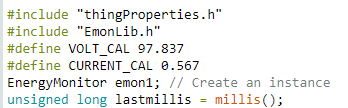 #include "thingProperties.h"
#include "EmonLib.h"
#define VOLT_CAL 97.837
#define CURRENT_CAL 0.567
EnergyMonitor emon1; // Create an instance
unsigned long lastmillis = millis();